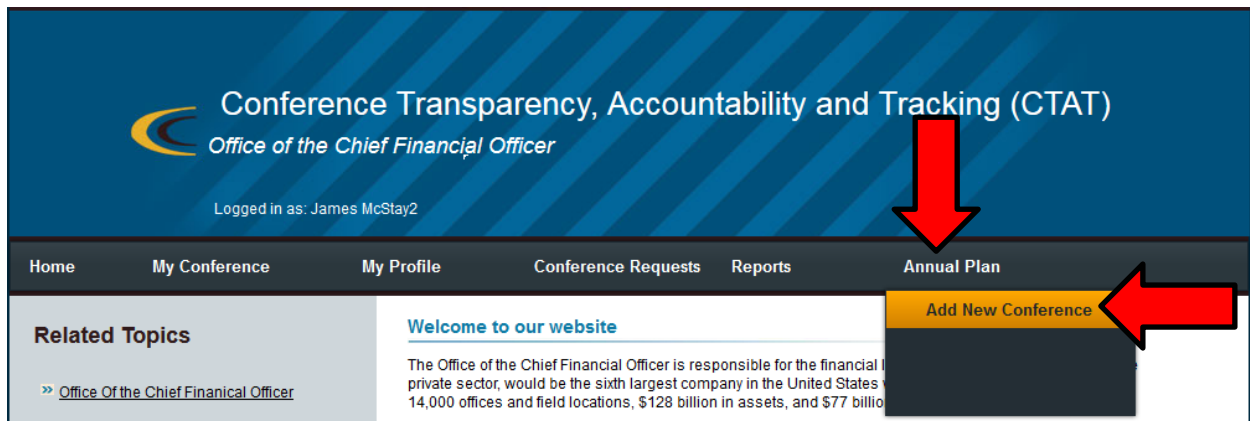 Conference Transparency, Accountability and Tracking (CTAT)
Office of the Chief Financial Officer
Logged in as: James McStay2
Home My Conference My Profile Conference Requests Reports Annual Plan
Add New Conference
Related Topics
Office Of the Chief Finanical Officer
Welcome to our website
The Office of the Chief Financial Officer is responsible for the financial
private sector, would be the sixth largest company in the United States
14,000 offices and field locations, $128 billion in assets, and $77 billio